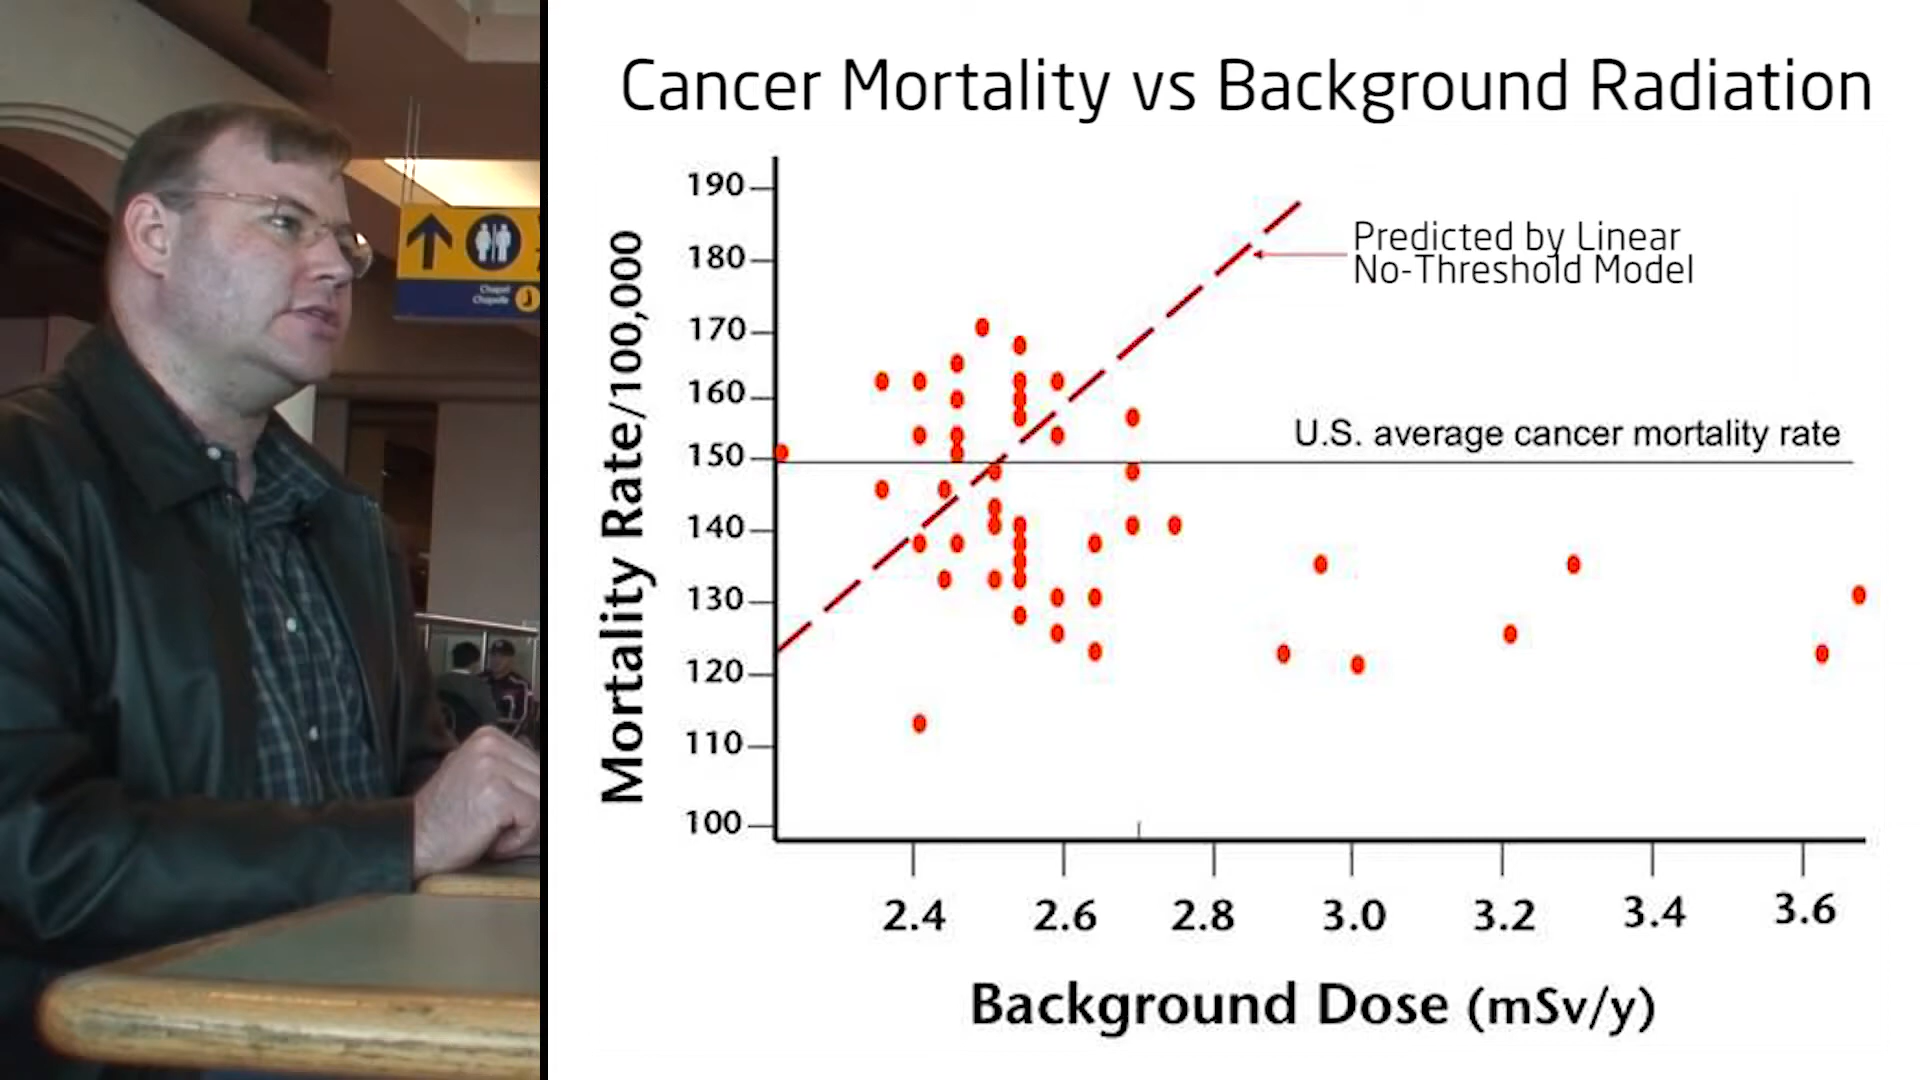 Cancer Mortality vs Background Radiation
190
180
170
160
150
140
130
120
110
100
Mortality Rate/100,000
Predicted by Linear
No-Threshold Model
U.S. average cancer mortality rate
2.4
2.6
2.8
3.0
3.2
3.4
3.6
Background Dose (mSv/y)
Chapel
Chapelle